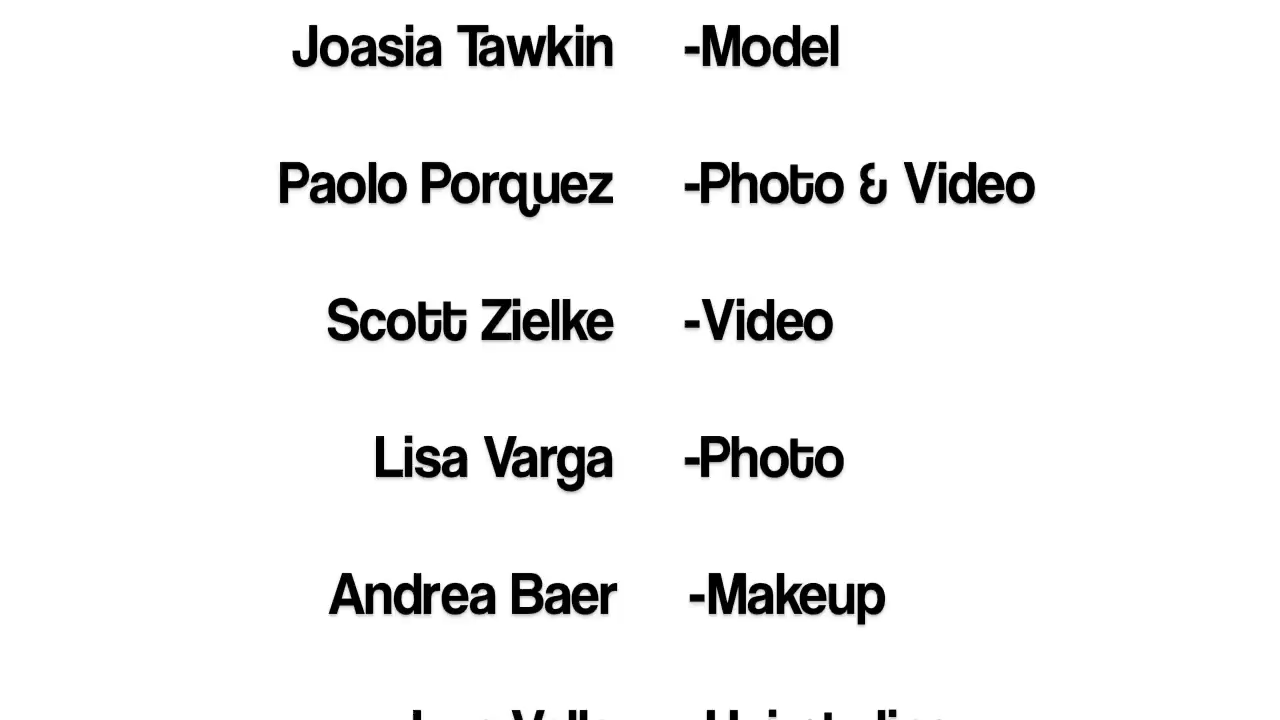 Joasia Tawkin -Model
Paolo Porquez -Photo & Video
Scott Zielke -Video
Lisa Varga -Photo
Andrea Baer -Makeup